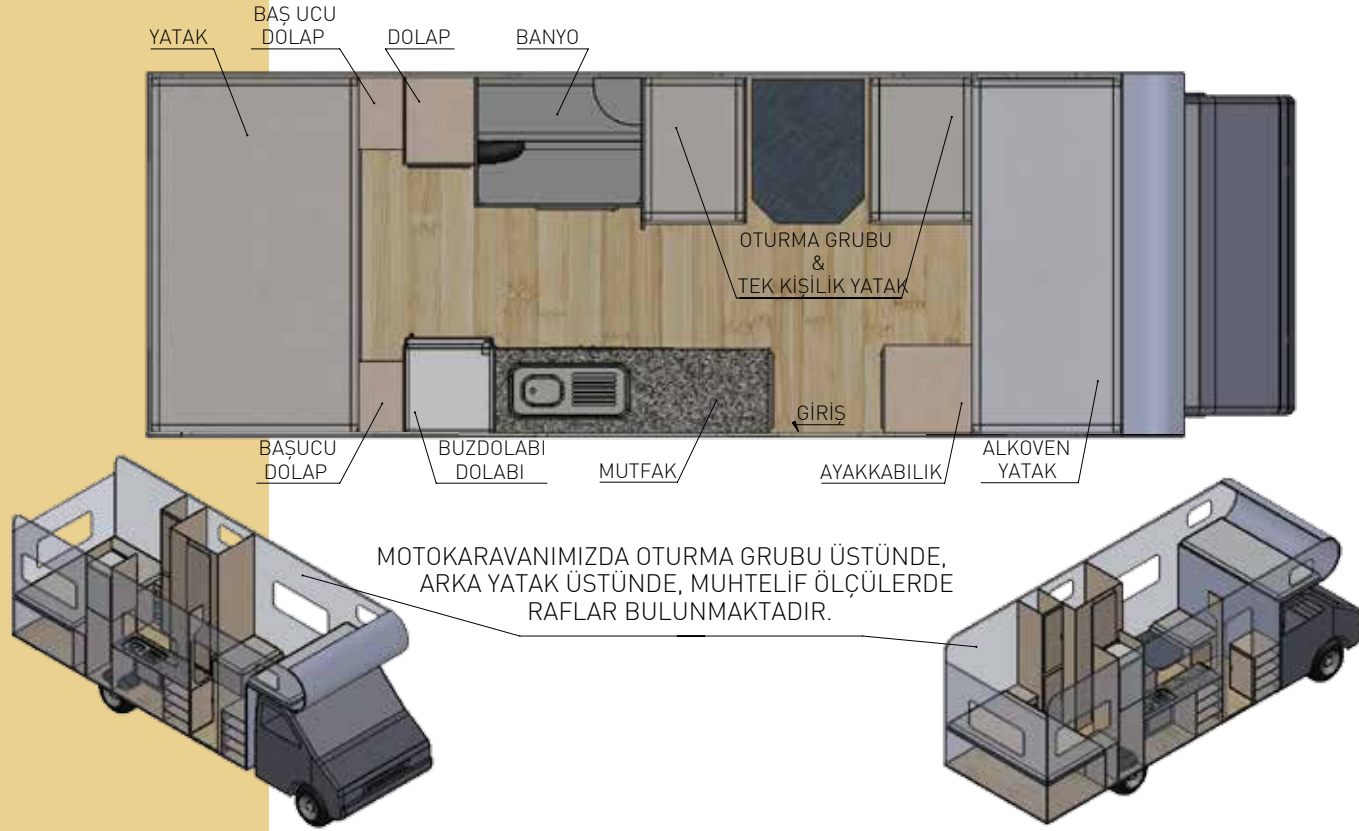 BAŞ UCU
DOLAP
YATAK
DOLAP
BANYO
OTURMA GRUBU
&
TEK KİŞİLİK YATAK
GİRİŞ
BAŞUCU
DOLAP
BUZDOLABI
DOLABI
MUTFAK
AYAKKABILIK
ALKOVEN
YATAK
MOTOKARAVANIMIZDA OTURMA GRUBU ÜSTÜNDE,
ARKA YATAK ÜSTÜNDE, MUHTELİF ÖLÇÜLERDE
RAFLAR BULUNMAKTADIR.